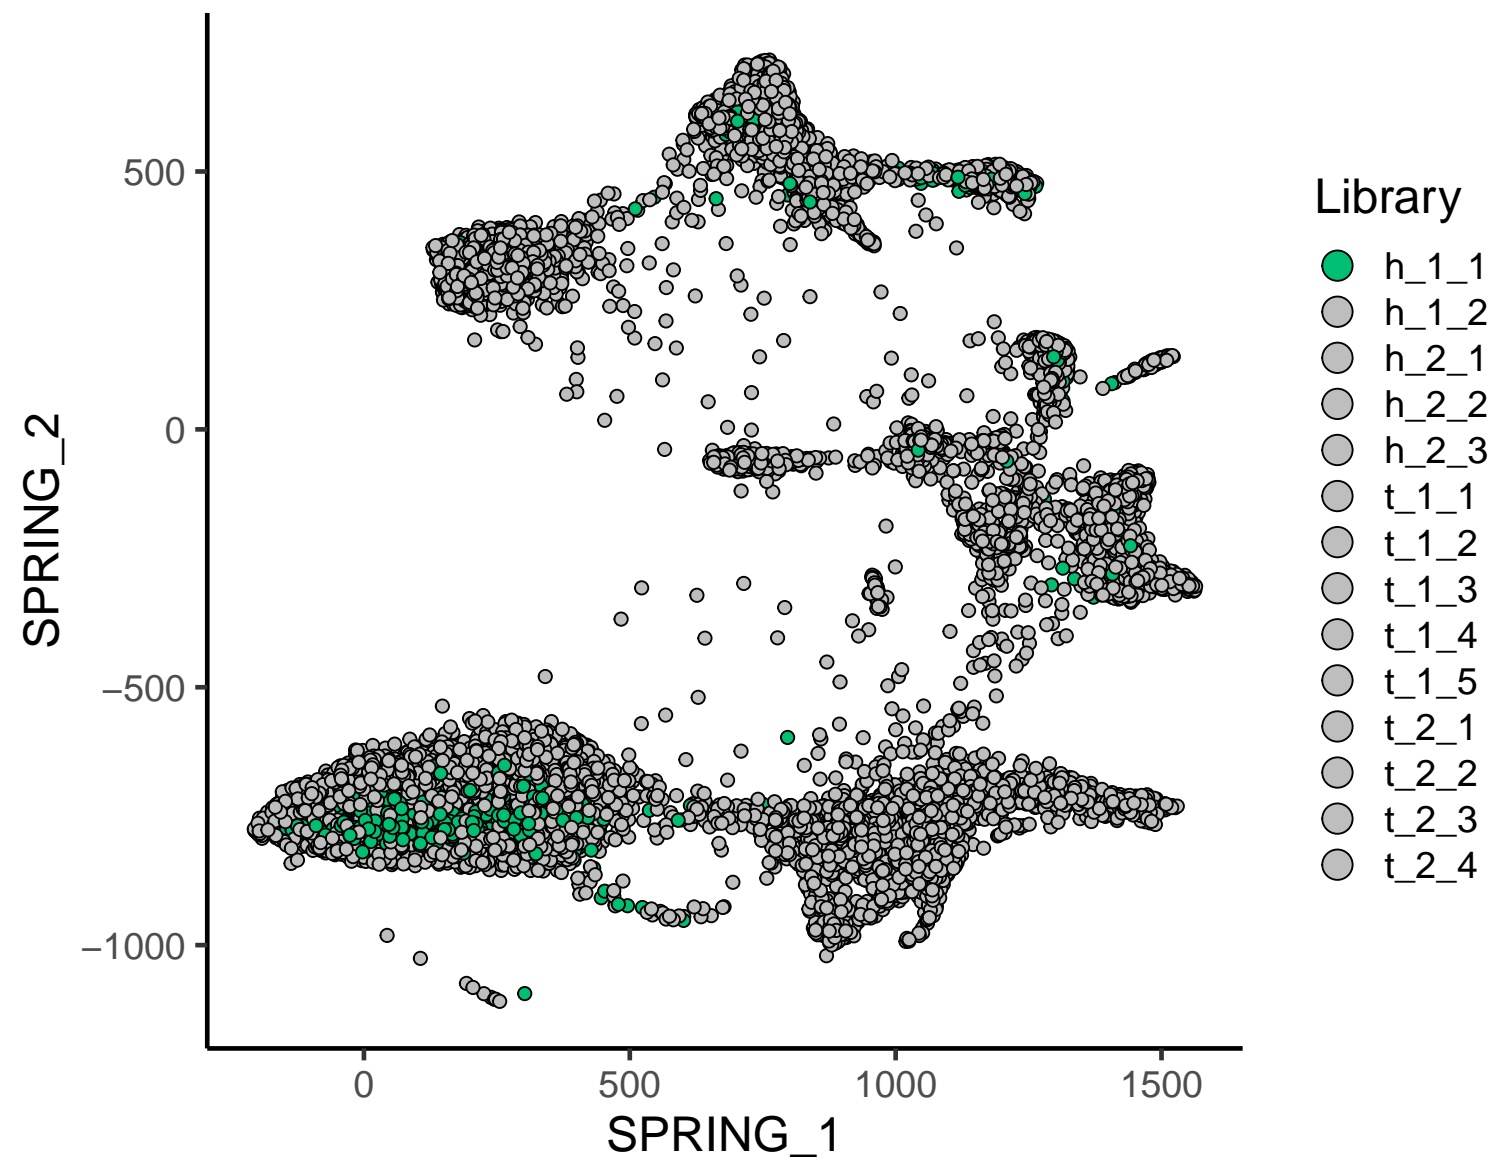 SPRING_2
500
0
−500
−1000
0
500
1000
1500
SPRING_1
Library
h_1_1
h_1_2
h_2_1
h_2_2
h_2_3
t_1_1
t_1_2
t_1_3
t_1_4
t_1_5
t_2_1
t_2_2
t_2_3
t_2_4